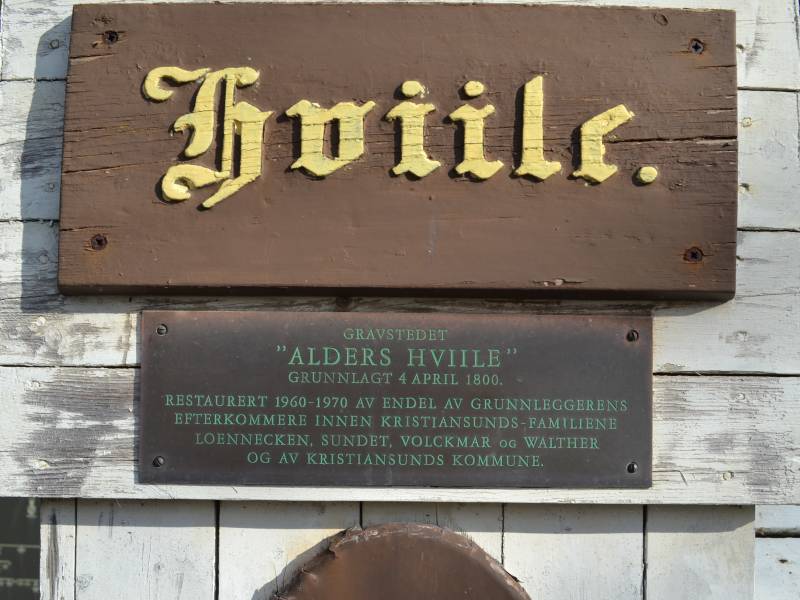 Hviile.
GRAVSTEDET
"ALDERS HVIILE"
GRUNNLAGT 4 APRIL 1800.
RESTAURERT 1960-1970 AV ENDEL AV GRUNNLEGGERENS
EFTERKOMMERE INNEN KRISTIANSUNDS-FAMILIENE
LOENNECKEN, SUNDET, VOLCKMAR OG WALTHER
OG AV KRISTIANSUNDS KOMMUNE.